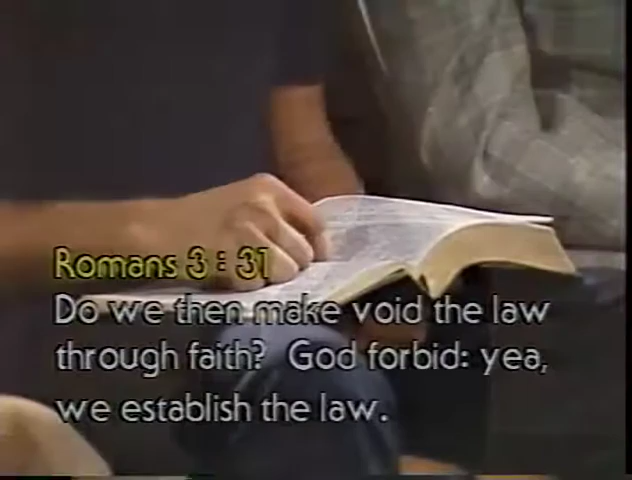 Romans 3 : 31
Do we then make void the law
through faith? God forbid: yea,
we establish the law.